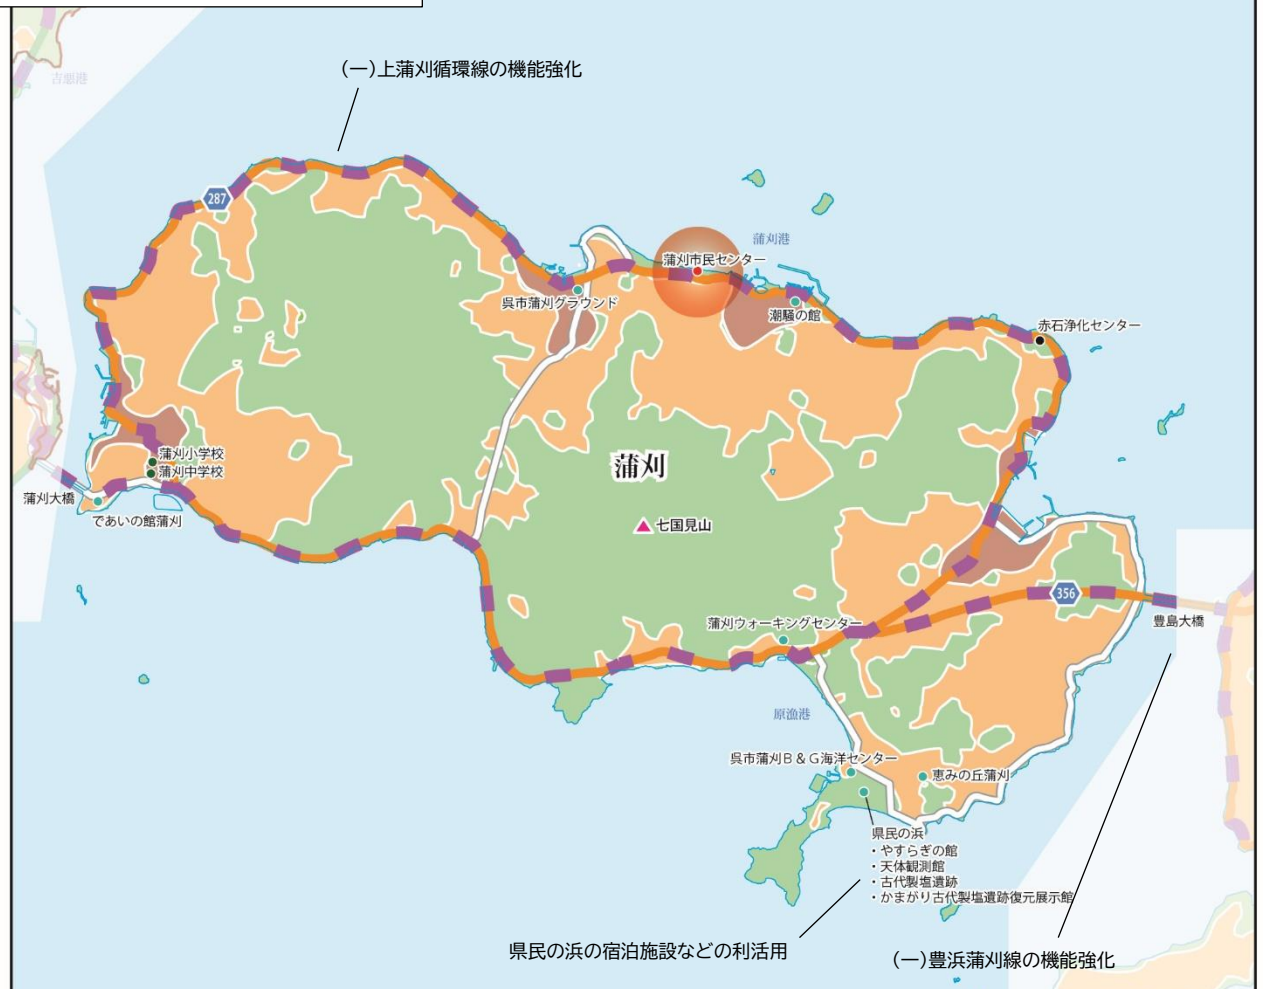 吉悪港
(一)上蒲刈循環線の機能強化
287
蒲刈港
蒲刈市民センター
呉市蒲刈グラウンド
潮騒の館
赤石浄化センター
蒲刈小学校
蒲刈中学校
蒲刈
蒲刈大橋
であいの館蒲刈
七国見山
356
蒲刈ウォーキングセンター
豊島大橋
原漁港
呉市蒲刈B&G海洋センター
恵みの丘蒲刈
県民の浜
・やすらぎの館
・天体観測館
・古代製塩遺跡
・かまがり古代製塩遺跡復元展示館
県民の浜の宿泊施設などの利活用
(一)豊浜蒲刈線の機能強化